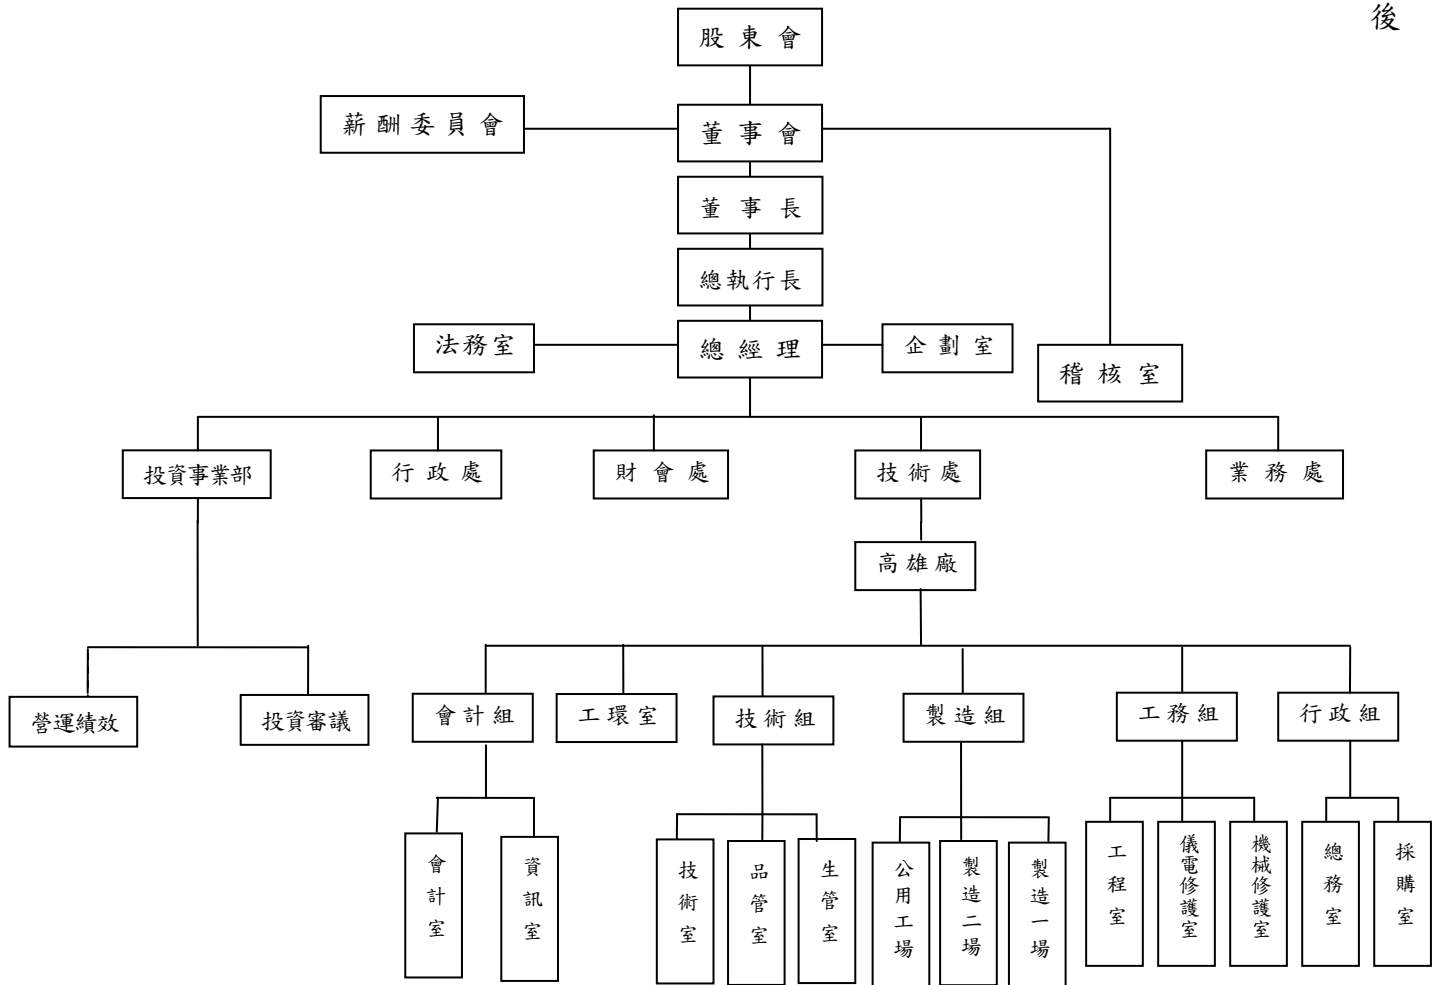 後
股東會
薪酬委員會
董事會
董事長
總執行長
法務室
總經理
企劃室
稽核室
投資事業部
行政處
財會處
技術處
業務處
高雄廠
營運績效
投資審議
會計組
工環室
技術組
製造組
工務組
行政組
會計室
資訊室
技術室
品管室
生管室
公用工場
製造二場
製造一場
工程室
儀電修護室
機械修護室
總務室
採購室